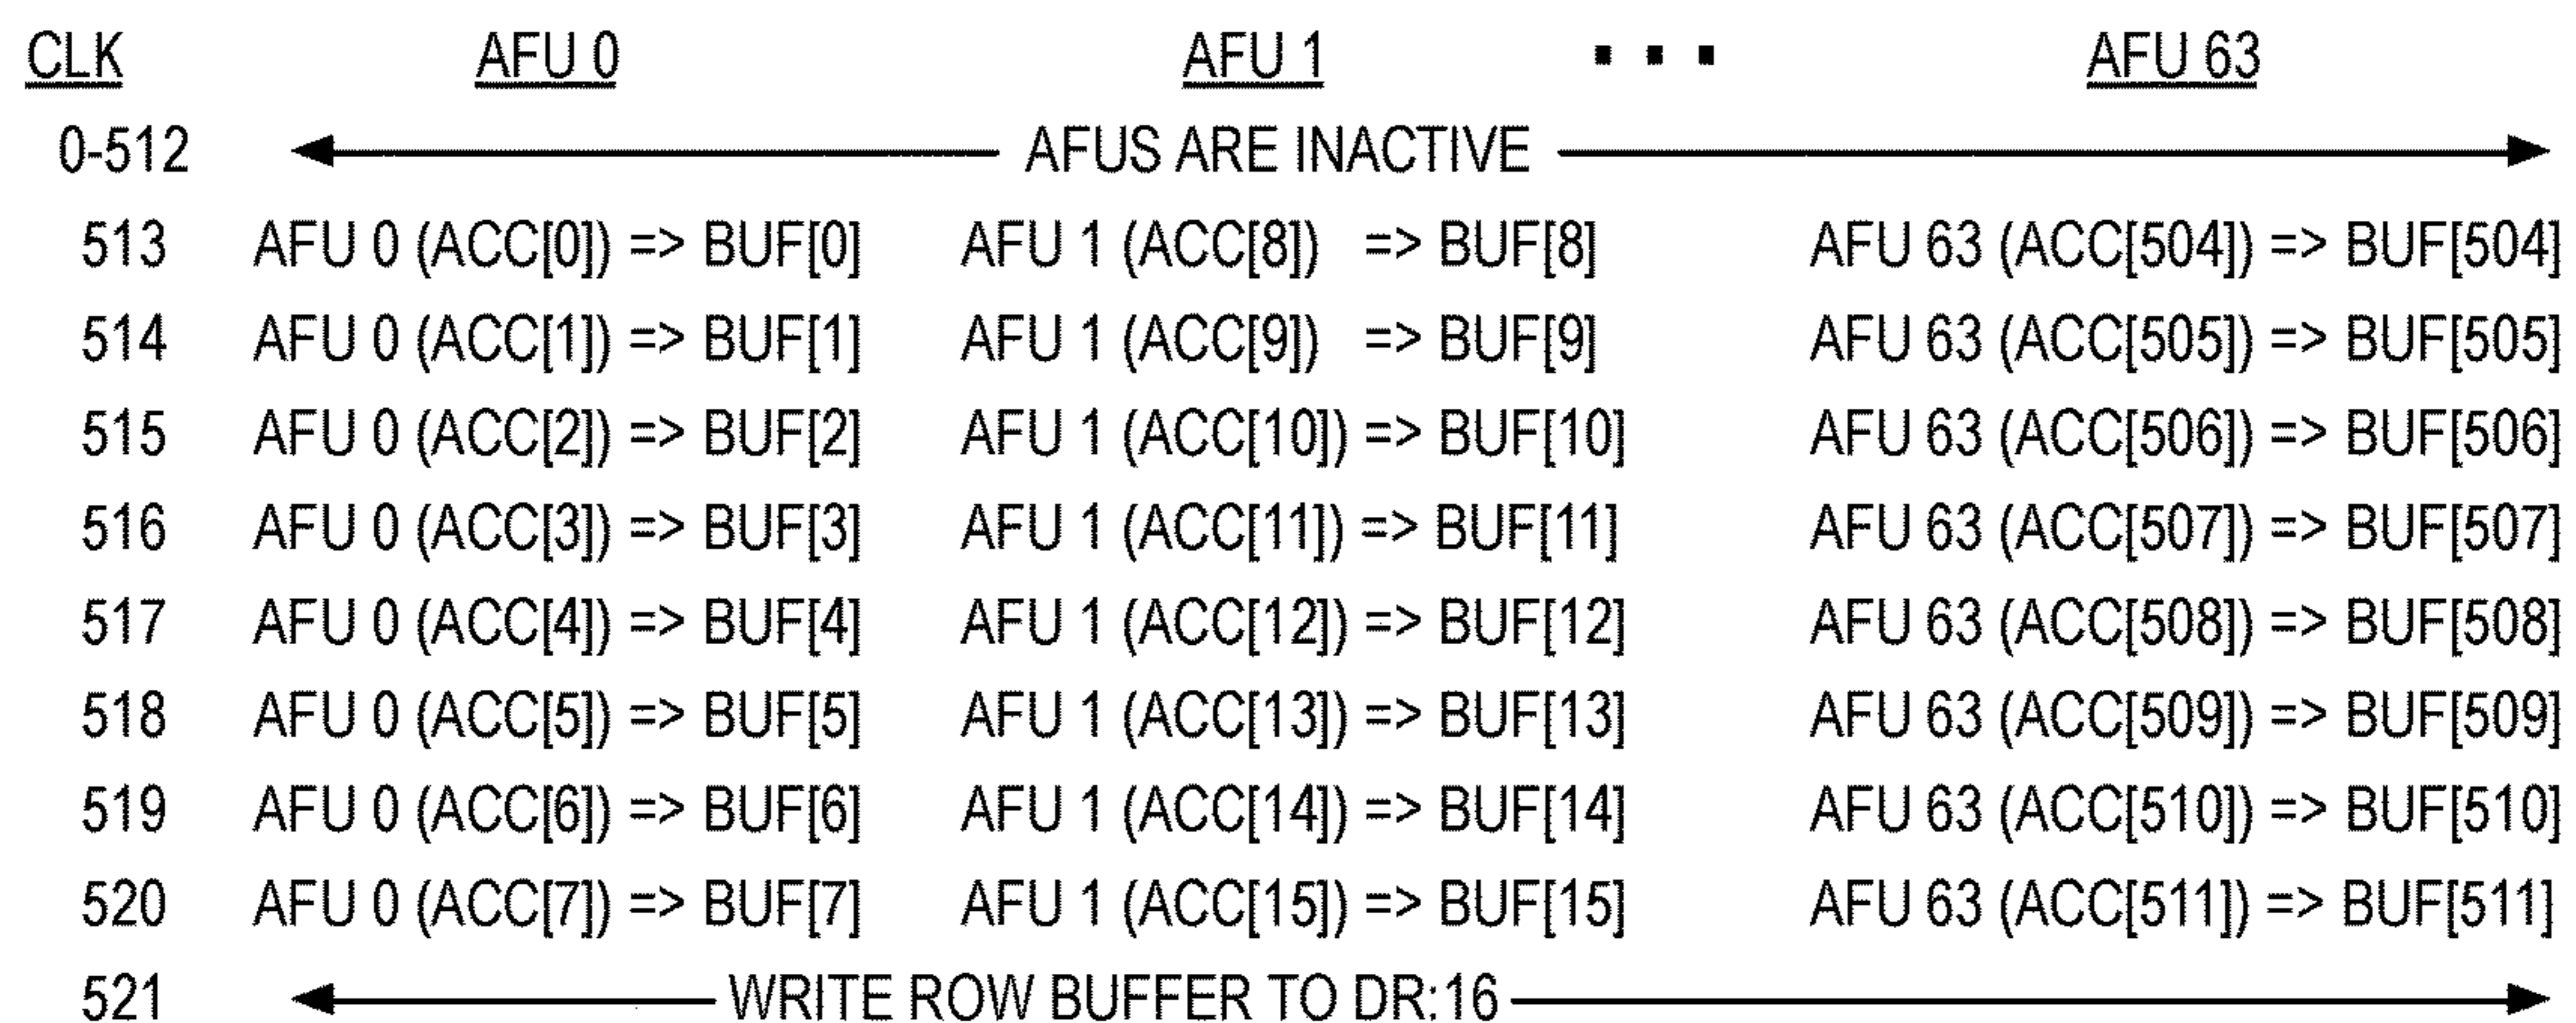 CLK AFU 0 AFU 1 ... AFU 63
0-512 AFUS ARE INACTIVE
513 AFU 0 (ACC[0]) => BUF[0] AFU 1 (ACC[8]) => BUF[8] AFU 63 (ACC[504]) => BUF[504]
514 AFU 0 (ACC[1]) => BUF[1] AFU 1 (ACC[9]) => BUF[9] AFU 63 (ACC[505]) => BUF[505]
515 AFU 0 (ACC[2]) => BUF[2] AFU 1 (ACC[10]) => BUF[10] AFU 63 (ACC[506]) => BUF[506]
516 AFU 0 (ACC[3]) => BUF[3] AFU 1 (ACC[11]) => BUF[11] AFU 63 (ACC[507]) => BUF[507]
517 AFU 0 (ACC[4]) => BUF[4] AFU 1 (ACC[12]) => BUF[12] AFU 63 (ACC[508]) => BUF[508]
518 AFU 0 (ACC[5]) => BUF[5] AFU 1 (ACC[13]) => BUF[13] AFU 63 (ACC[509]) => BUF[509]
519 AFU 0 (ACC[6]) => BUF[6] AFU 1 (ACC[14]) => BUF[14] AFU 63 (ACC[510]) => BUF[510]
520 AFU 0 (ACC[7]) => BUF[7] AFU 1 (ACC[15]) => BUF[15] AFU 63 (ACC[511]) => BUF[511]
521 WRITE ROW BUFFER TO DR:16